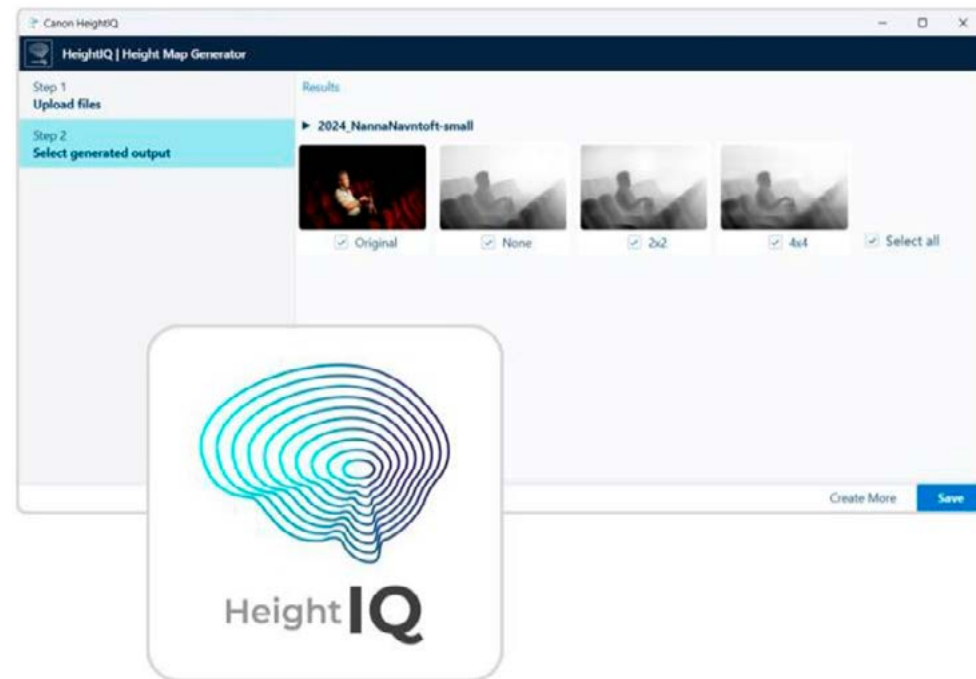 Canon HeightIQ
HeightIQ | Height Map Generator
Step 1
Upload files
Step 2
Select generated output
Results
2024_NannaNavntoft-small
Original
None
2x2
4x4
Select all
Create More
Save
Height IQ